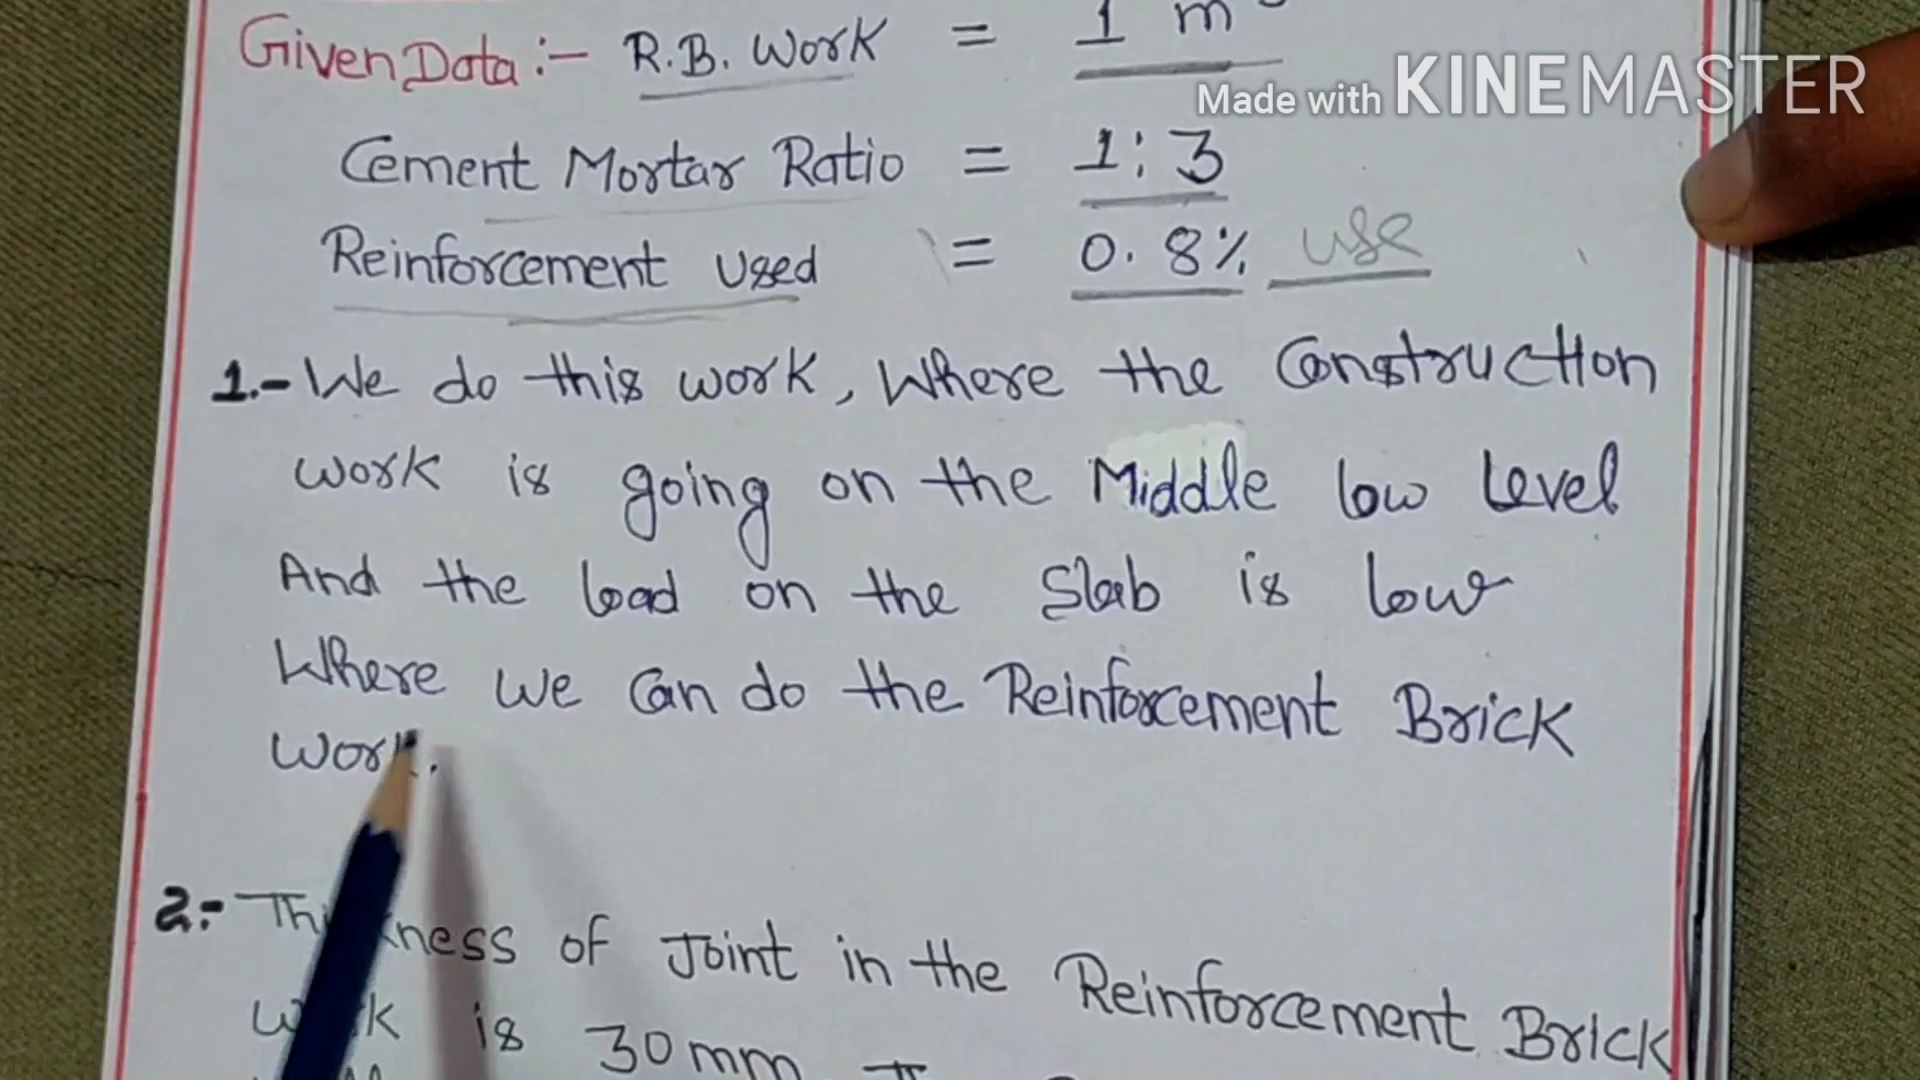 Given Data :- R.B. Work = 1 m
Made with KINEMASTER
Cement Mortar Ratio = 1:3
Reinforcement Used = 0.8% use
1.- We do this work, Where the Construction
work is going on the Middle low Level
And the load on the Slab is low
Where we Can do the Reinforcement Brick
Work.
2.- Thickness of Joint in the Reinforcement Brick
Work is 30mm